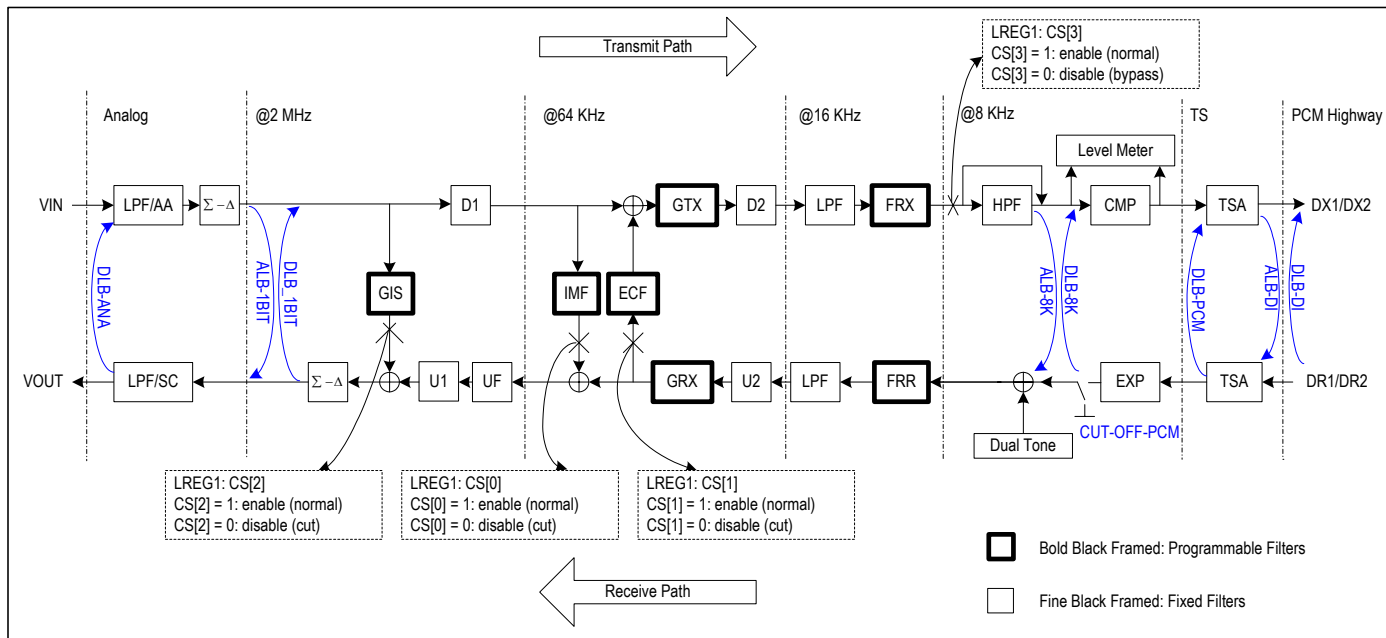 Transmit Path
LREG1: CS[3]
CS[3] = 1: enable (normal)
CS[3] = 0: disable (bypass)
Analog
@2 MHz
@64 KHz
@16 KHz
@8 KHz
TS
PCM Highway
Level Meter
VIN
LPF/AA
Σ-Δ
D1
GTX
D2
LPF
FRX
HPF
CMP
TSA
DX1/DX2
DLB-ANA
ALB-1BIT
DLB_1BIT
GIS
IMF
ECF
ALB-8K
DLB-8K
DLB-PCM
ALB-DI
DLB-DI
VOUT
LPF/SC
Σ-Δ
U1
UF
GRX
U2
LPF
FRR
EXP
TSA
DR1/DR2
CUT-OFF-PCM
Dual Tone
LREG1: CS[2]
CS[2] = 1: enable (normal)
CS[2] = 0: disable (cut)
LREG1: CS[0]
CS[0] = 1: enable (normal)
CS[0] = 0: disable (cut)
LREG1: CS[1]
CS[1] = 1: enable (normal)
CS[1] = 0: disable (cut)
Bold Black Framed: Programmable Filters
Receive Path
Fine Black Framed: Fixed Filters